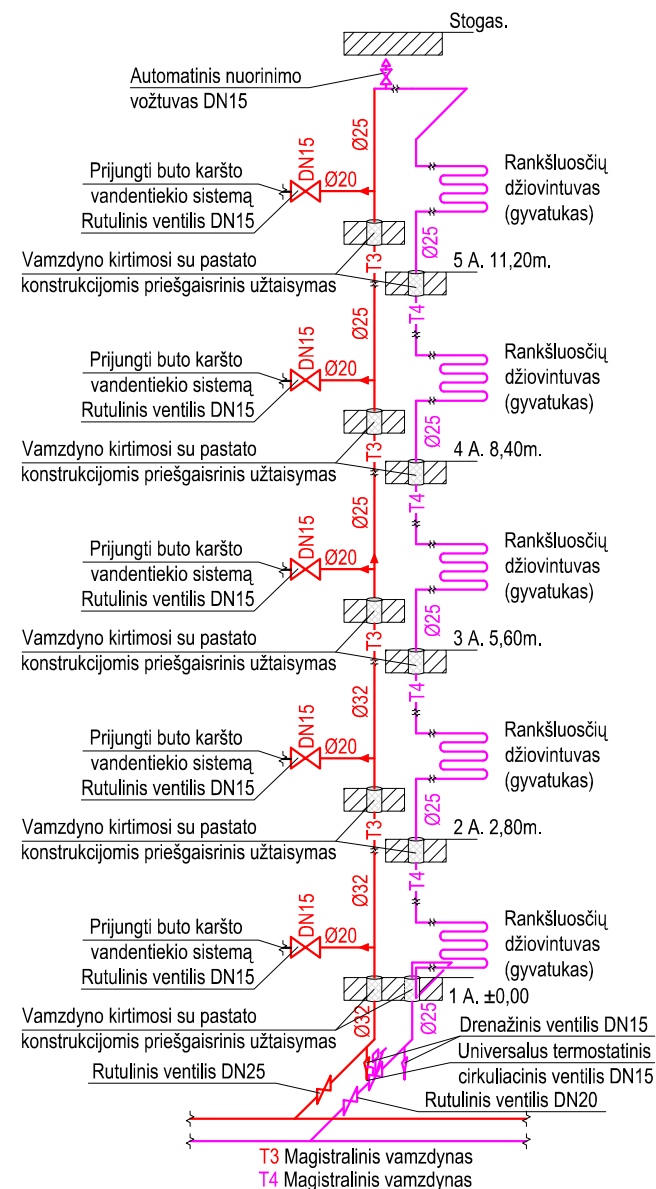 Stogas.
Automatinis nuorinimo
vožtuvas DN15
Ø25
DN15
Prijungti buto karšto
vandentiekio sistemą
Rutulinis ventilis DN15
Ø20
Rankšluosčių
džiovintuvas
(gyvatukas)
Ø25
T3
Vamzdyno kirtimosi su pastato
konstrukcijomis priešgaisrinis užtaisymas
5 A. 11,20m.
T4
Ø25
DN15
Prijungti buto karšto
vandentiekio sistemą
Rutulinis ventilis DN15
Ø20
Rankšluosčių
džiovintuvas
(gyvatukas)
Ø25
T3
Vamzdyno kirtimosi su pastato
konstrukcijomis priešgaisrinis užtaisymas
4 A. 8,40m.
T4
Ø25
DN15
Prijungti buto karšto
vandentiekio sistemą
Rutulinis ventilis DN15
Ø20
Rankšluosčių
džiovintuvas
(gyvatukas)
Ø25
T3
Vamzdyno kirtimosi su pastato
konstrukcijomis priešgaisrinis užtaisymas
3 A. 5,60m.
T4
Ø32
DN15
Prijungti buto karšto
vandentiekio sistemą
Rutulinis ventilis DN15
Ø20
Rankšluosčių
džiovintuvas
(gyvatukas)
Ø25
T3
Vamzdyno kirtimosi su pastato
konstrukcijomis priešgaisrinis užtaisymas
2 A. 2,80m.
T4
Ø32
DN15
Prijungti buto karšto
vandentiekio sistemą
Rutulinis ventilis DN15
Ø20
Rankšluosčių
džiovintuvas
(gyvatukas)
1 A. ±0,00
Vamzdyno kirtimosi su pastato
konstrukcijomis priešgaisrinis užtaisymas
Ø32
Ø25
Drenažinis ventilis DN15
Universalus termostatinis
cirkuliacinis ventilis DN15
Rutulinis ventilis DN25
Rutulinis ventilis DN20
T3 Magistralinis vamzdynas
T4 Magistralinis vamzdynas